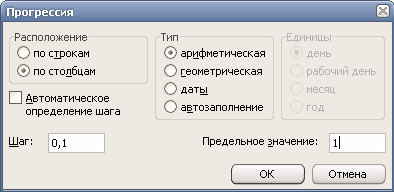 Прогрессия
Расположение
по строкам
по столбцам
Автоматическое
определение шага
Тип
арифметическая
геометрическая
даты
автозаполнение
Единицы
день
рабочий день
месяц
год
Шаг: 0,1
Предельное значение: 1
ОК
Отмена